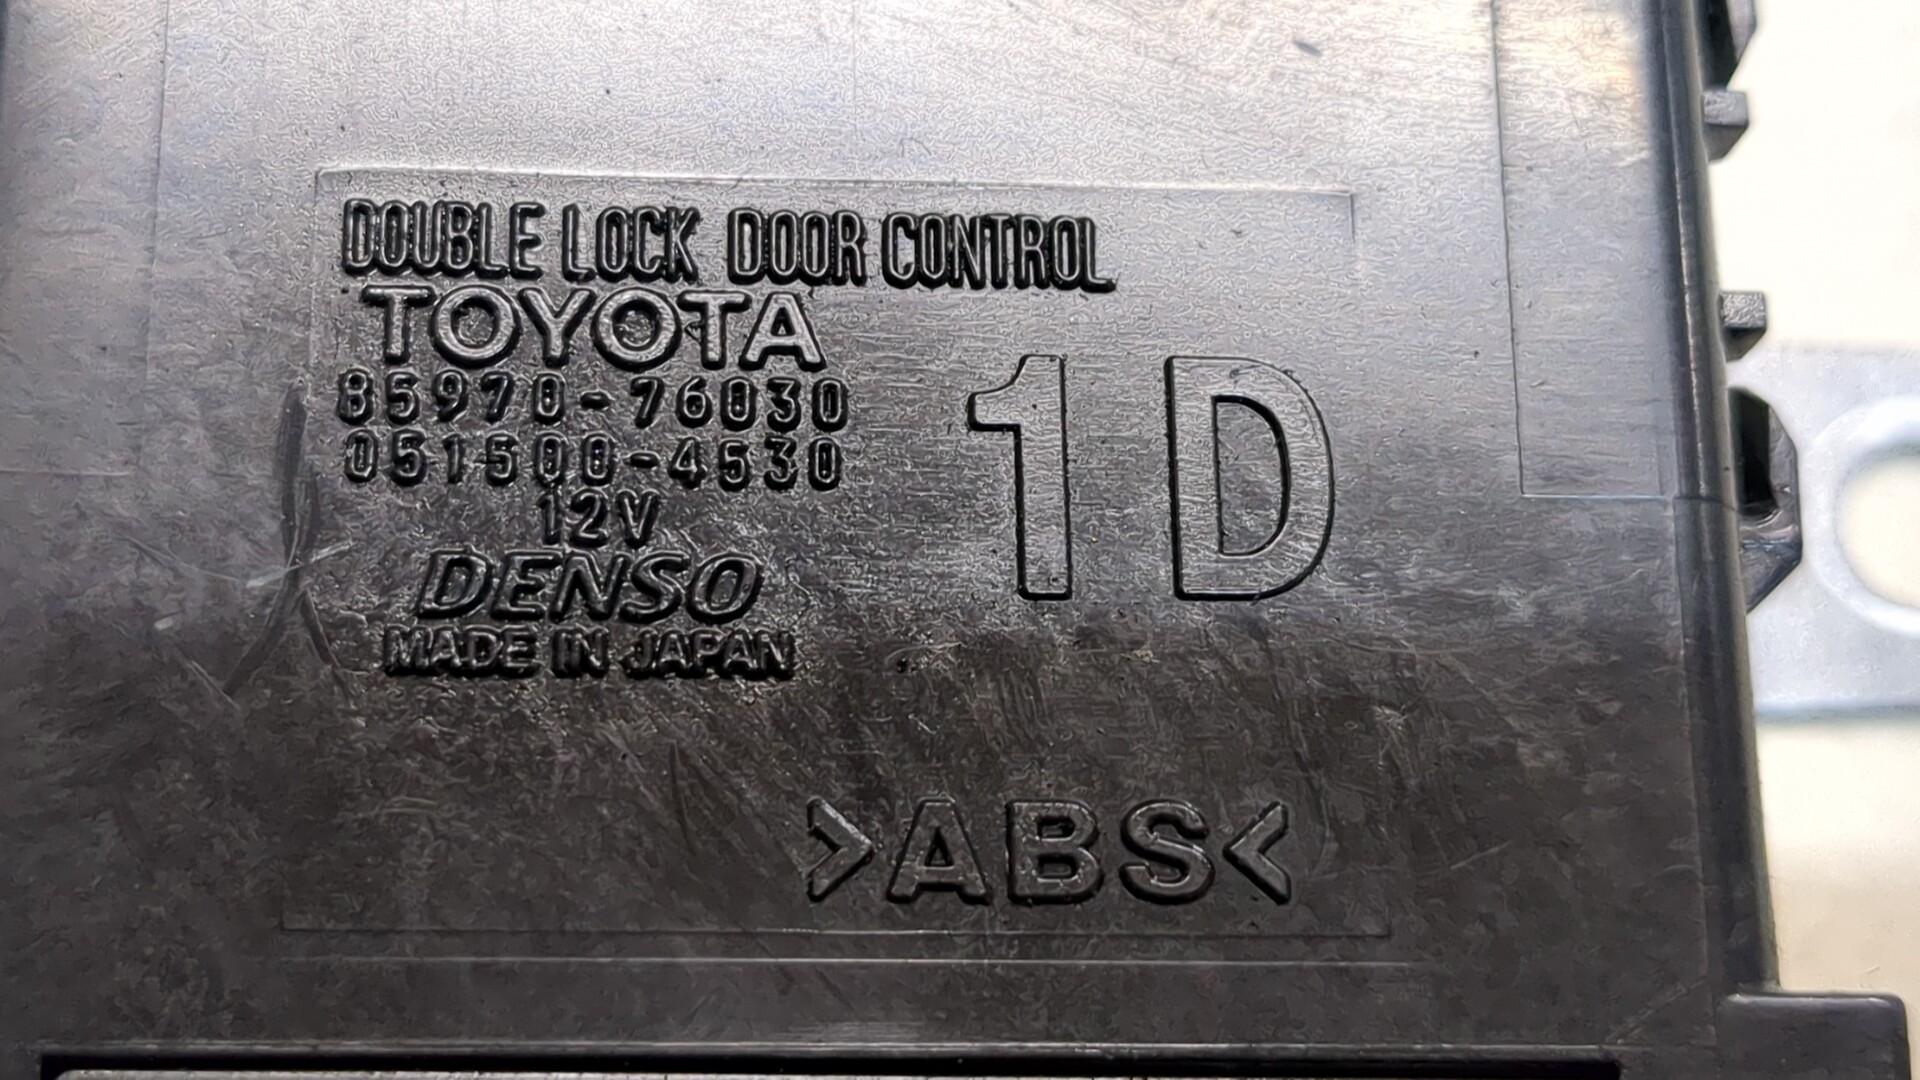 DOUBLE LOCK DOOR CONTROL
TOYOTA
85970-76030
051500-4530
12V
DENSO
MADE IN JAPAN
1D
>ABS<